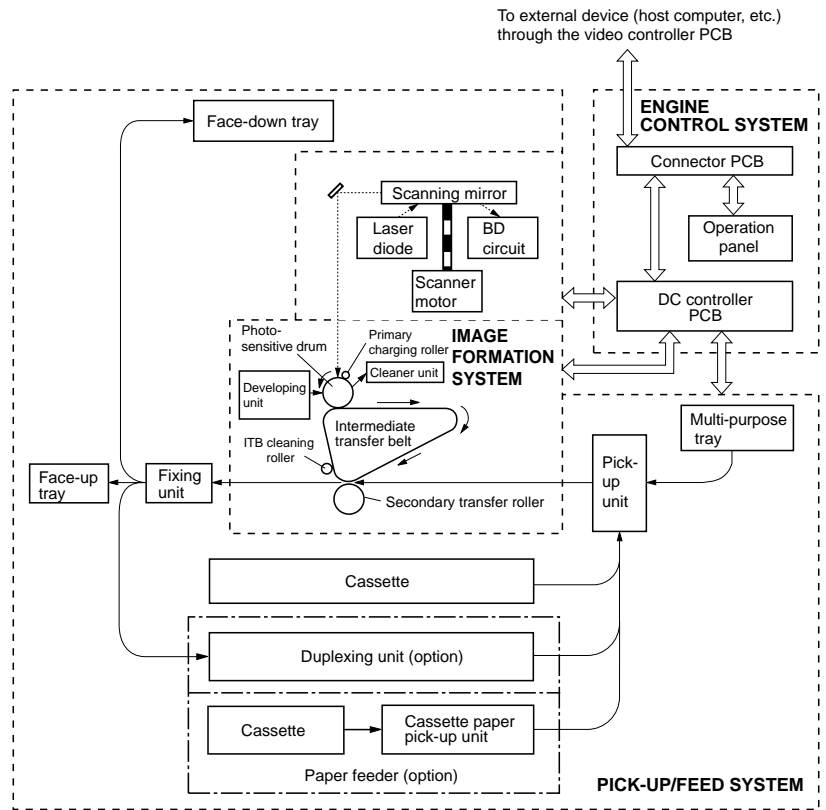 To external device (host computer, etc.)
through the video controller PCB
ENGINE
CONTROL SYSTEM
Face-down tray
Connector PCB
Scanning mirror
Laser
diode
BD
circuit
Operation
panel
Scanner
motor
DC controller
PCB
Photo-
sensitive drum
Primary
charging roller
IMAGE
FORMATION
SYSTEM
Cleaner unit
Developing
unit
Multi-purpose
tray
Intermediate
transfer belt
ITB cleaning
roller
Pick-
up
unit
Face-up
tray
Fixing
unit
Secondary transfer roller
Cassette
Duplexing unit (option)
Cassette
Cassette paper
pick-up unit
Paper feeder (option)
PICK-UP/FEED SYSTEM